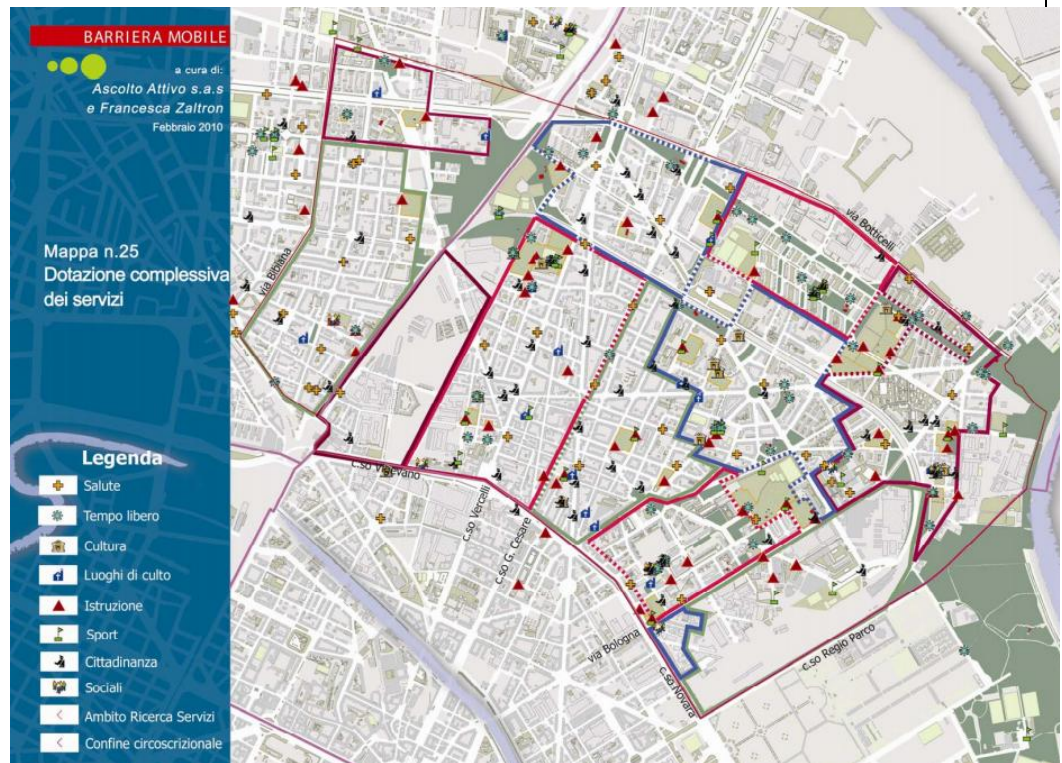 BARRIERA MOBILE
a cura di:
Ascolto Attivo s.a.s
e Francesca Zaltron
Febbraio 2010
Mappa n.25
Dotazione complessiva
dei servizi
Legenda
Salute
Tempo libero
Cultura
Luoghi di culto
Istruzione
Sport
Cittadinanza
Sociali
Ambito Ricerca Servizi
Confine circoscrizionale
via Bibiana
via Botticelli
c.so Vigevano
c.so Vercelli
c.so G. Cesare
via Bologna
c.so Novara
c.so Regio Parco